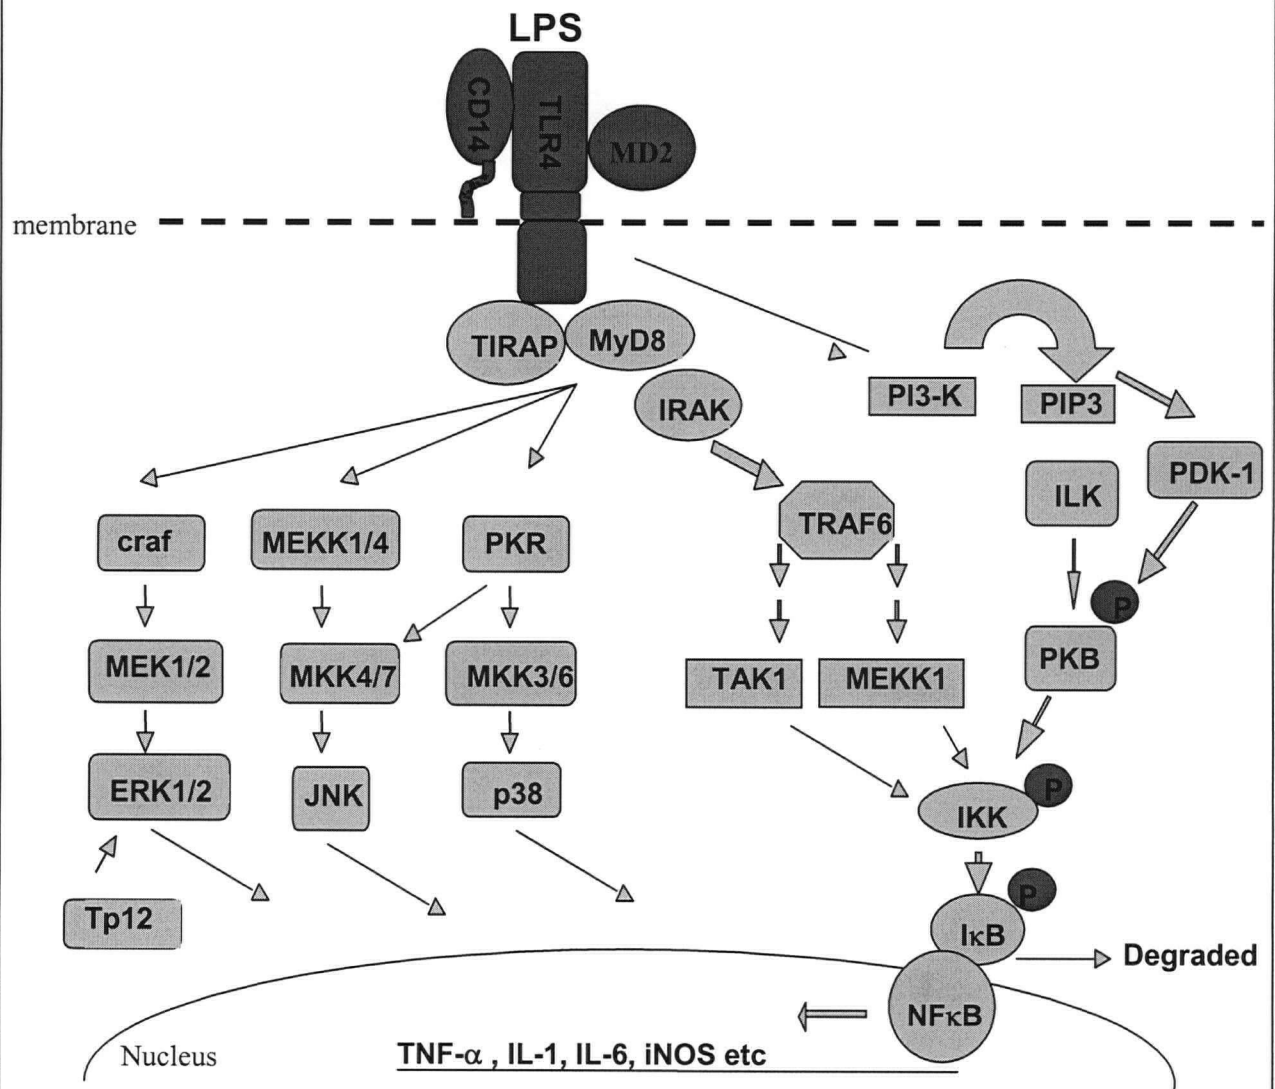 LPS
CD14
TLR4
MD2
membrane
TIRAP
MyD8
IRAK
PI3-K
PIP3
PDK-1
ILK
TRAF6
craf
MEKK1/4
PKR
P
MEK1/2
MKK4/7
MKK3/6
TAK1
MEKK1
PKB
ERK1/2
JNK
p38
IKK
P
Tp12
P
IκB
Degraded
NFκB
Nucleus
TNF-α , IL-1, IL-6, iNOS etc